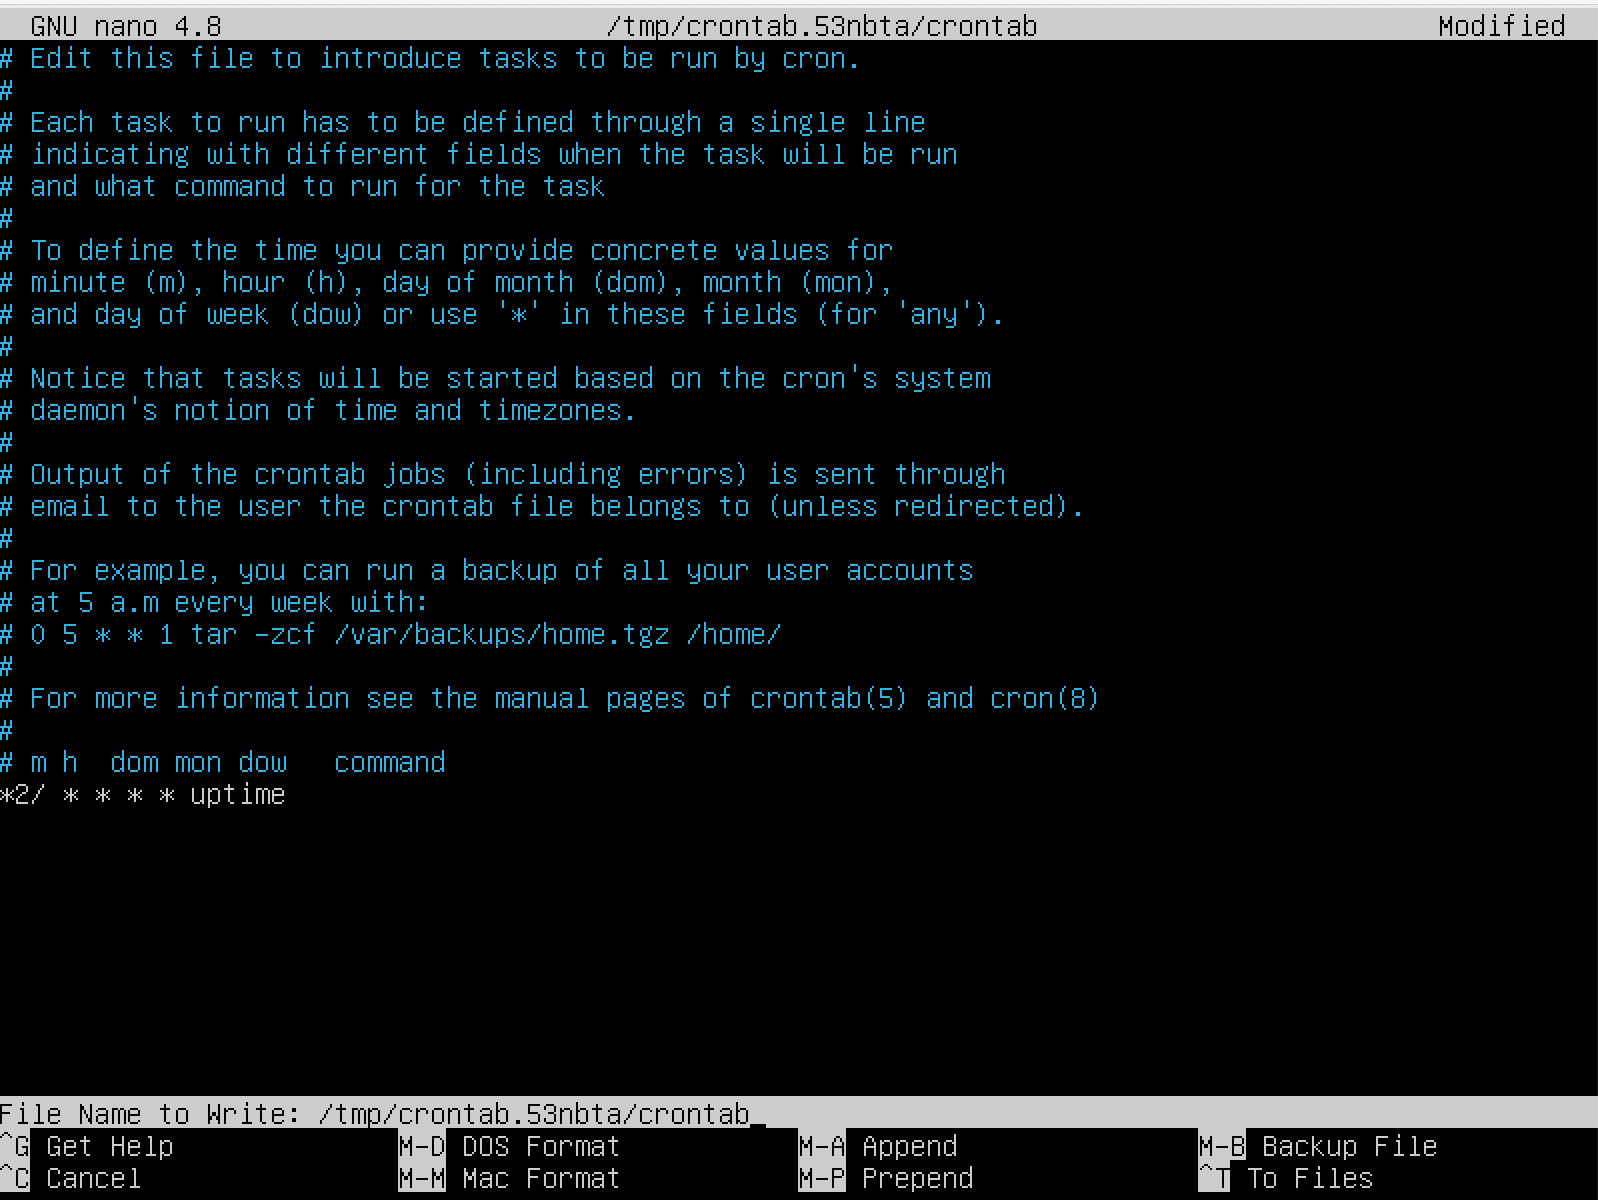 GNU nano 4.8 /tmp/crontab.53nbta/crontab Modified
# Edit this file to introduce tasks to be run by cron.
#
# Each task to run has to be defined through a single line
# indicating with different fields when the task will be run
# and what command to run for the task
#
# To define the time you can provide concrete values for
# minute (m), hour (h), day of month (dom), month (mon),
# and day of week (dow) or use '*' in these fields (for 'any').
#
# Notice that tasks will be started based on the cron's system
# daemon's notion of time and timezones.
#
# Output of the crontab jobs (including errors) is sent through
# email to the user the crontab file belongs to (unless redirected).
#
# For example, you can run a backup of all your user accounts
# at 5 a.m every week with:
# 0 5 * * 1 tar -zcf /var/backups/home.tgz /home/
#
# For more information see the manual pages of crontab(5) and cron(8)
#
# m h  dom mon dow   command
*2/ * * * * uptime
File Name to Write: /tmp/crontab.53nbta/crontab_
^G Get Help M-D DOS Format M-A Append M-B Backup File
^C Cancel M-M Mac Format M-P Prepend ^T To Files